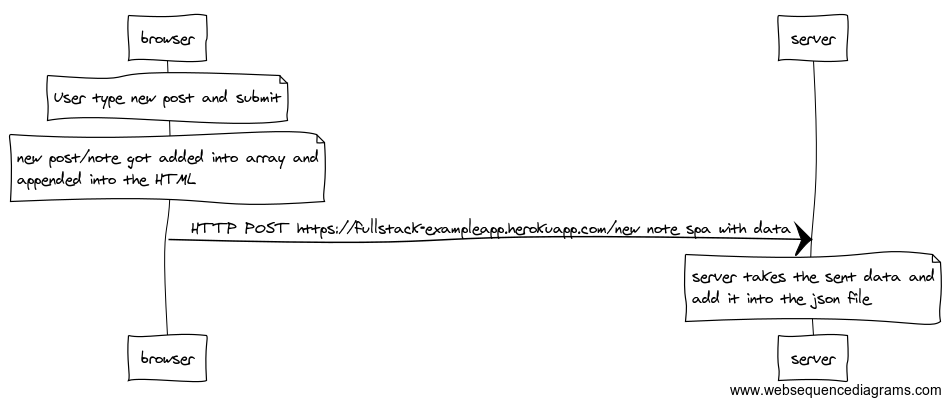 browser
server
User type new post and submit
new post/note got added into array and
appended into the HTML
HTTP POST https://fullstack-exampleapp.herokuapp.com/new note spa with data
server takes the sent data and
add it into the json file
browser
server
www.websequencediagrams.com